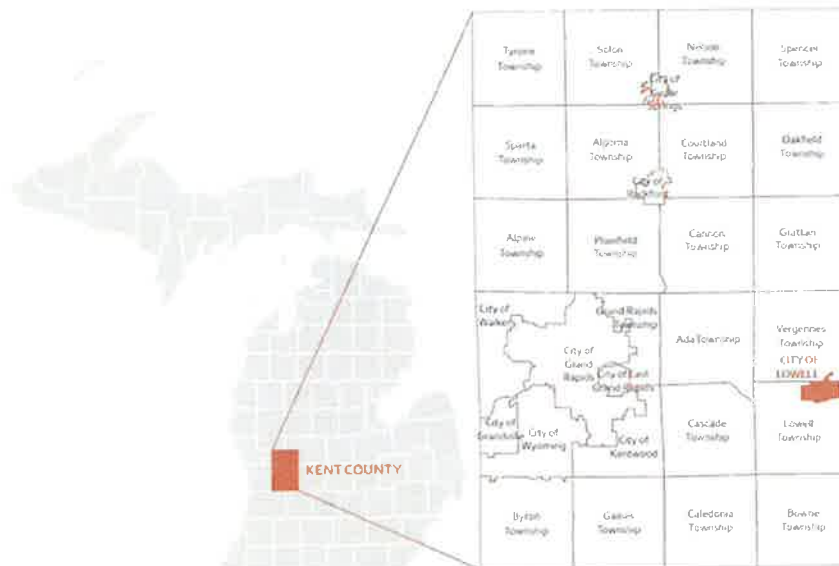 Tyrone
Township
Solon
Township
Nelson
Township
Spencer
Township
City of
Cedar
Springs
Sparta
Township
Algoma
Township
Courtland
Township
Oakfield
Township
City of
Rockford
Alpine
Township
Plainfield
Township
Cannon
Township
Grattan
Township
City of
Walker
Grand Rapids
Township
City of
Grand
Rapids
Ada Township
Vergennes
Township
CITY OF
LOWELL
City of East
Grand Rapids
City of
Grandville
City of
Wyoming
City of
Kentwood
Cascade
Township
Lowell
Township
KENT COUNTY
Byron
Township
Gaines
Township
Caledonia
Township
Bowne
Township